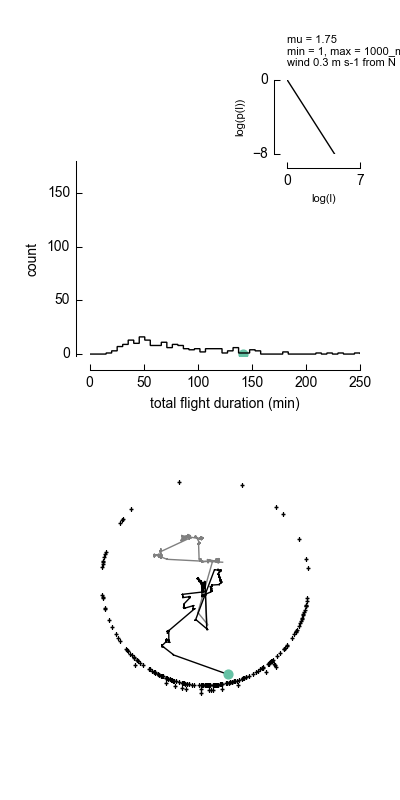 mu = 1.75
min = 1, max = 1000_m
wind 0.3 m s-1 from N
0
log(p(l))
−8
0
7
log(l)
150
100
count
50
0
0
50
100
150
200
250
total flight duration (min)